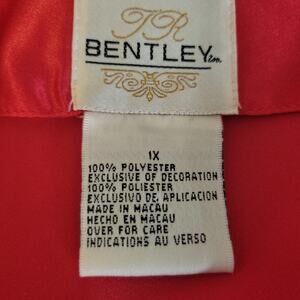 TR
BENTLEY Inc.
1X
100% POLYESTER
EXCLUSIVE OF DECORATION
100% POLIESTER
EXCLUSIVO DE APLICACION
MADE IN MACAU
HECHO EN MACAU
OVER FOR CARE
INDICATIONS AU VERSO